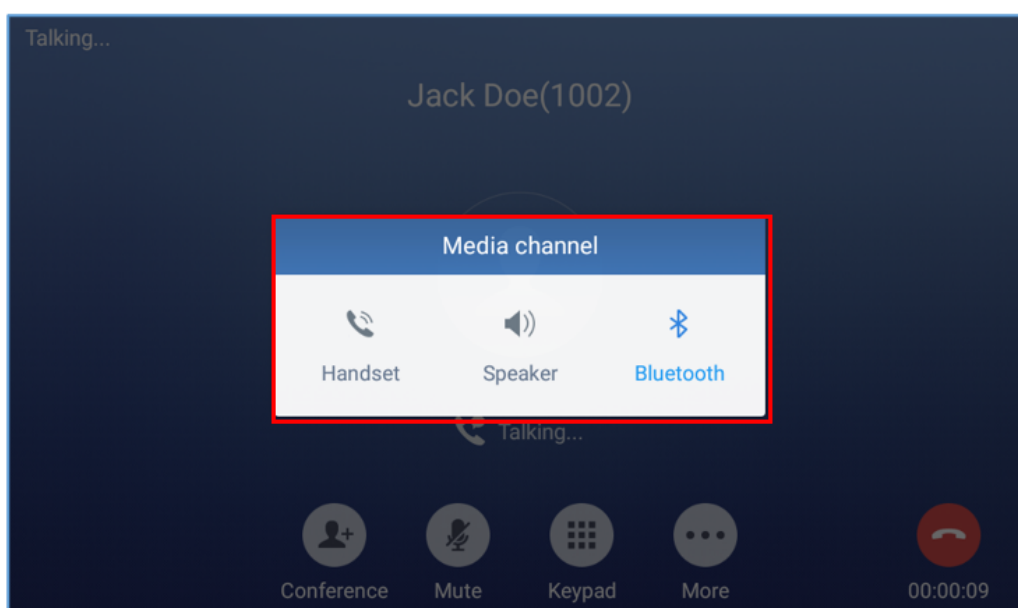 Talking...
Jack Doe(1002)
Media channel
Handset Speaker Bluetooth
Talking...
Conference Mute Keypad More 00:00:09